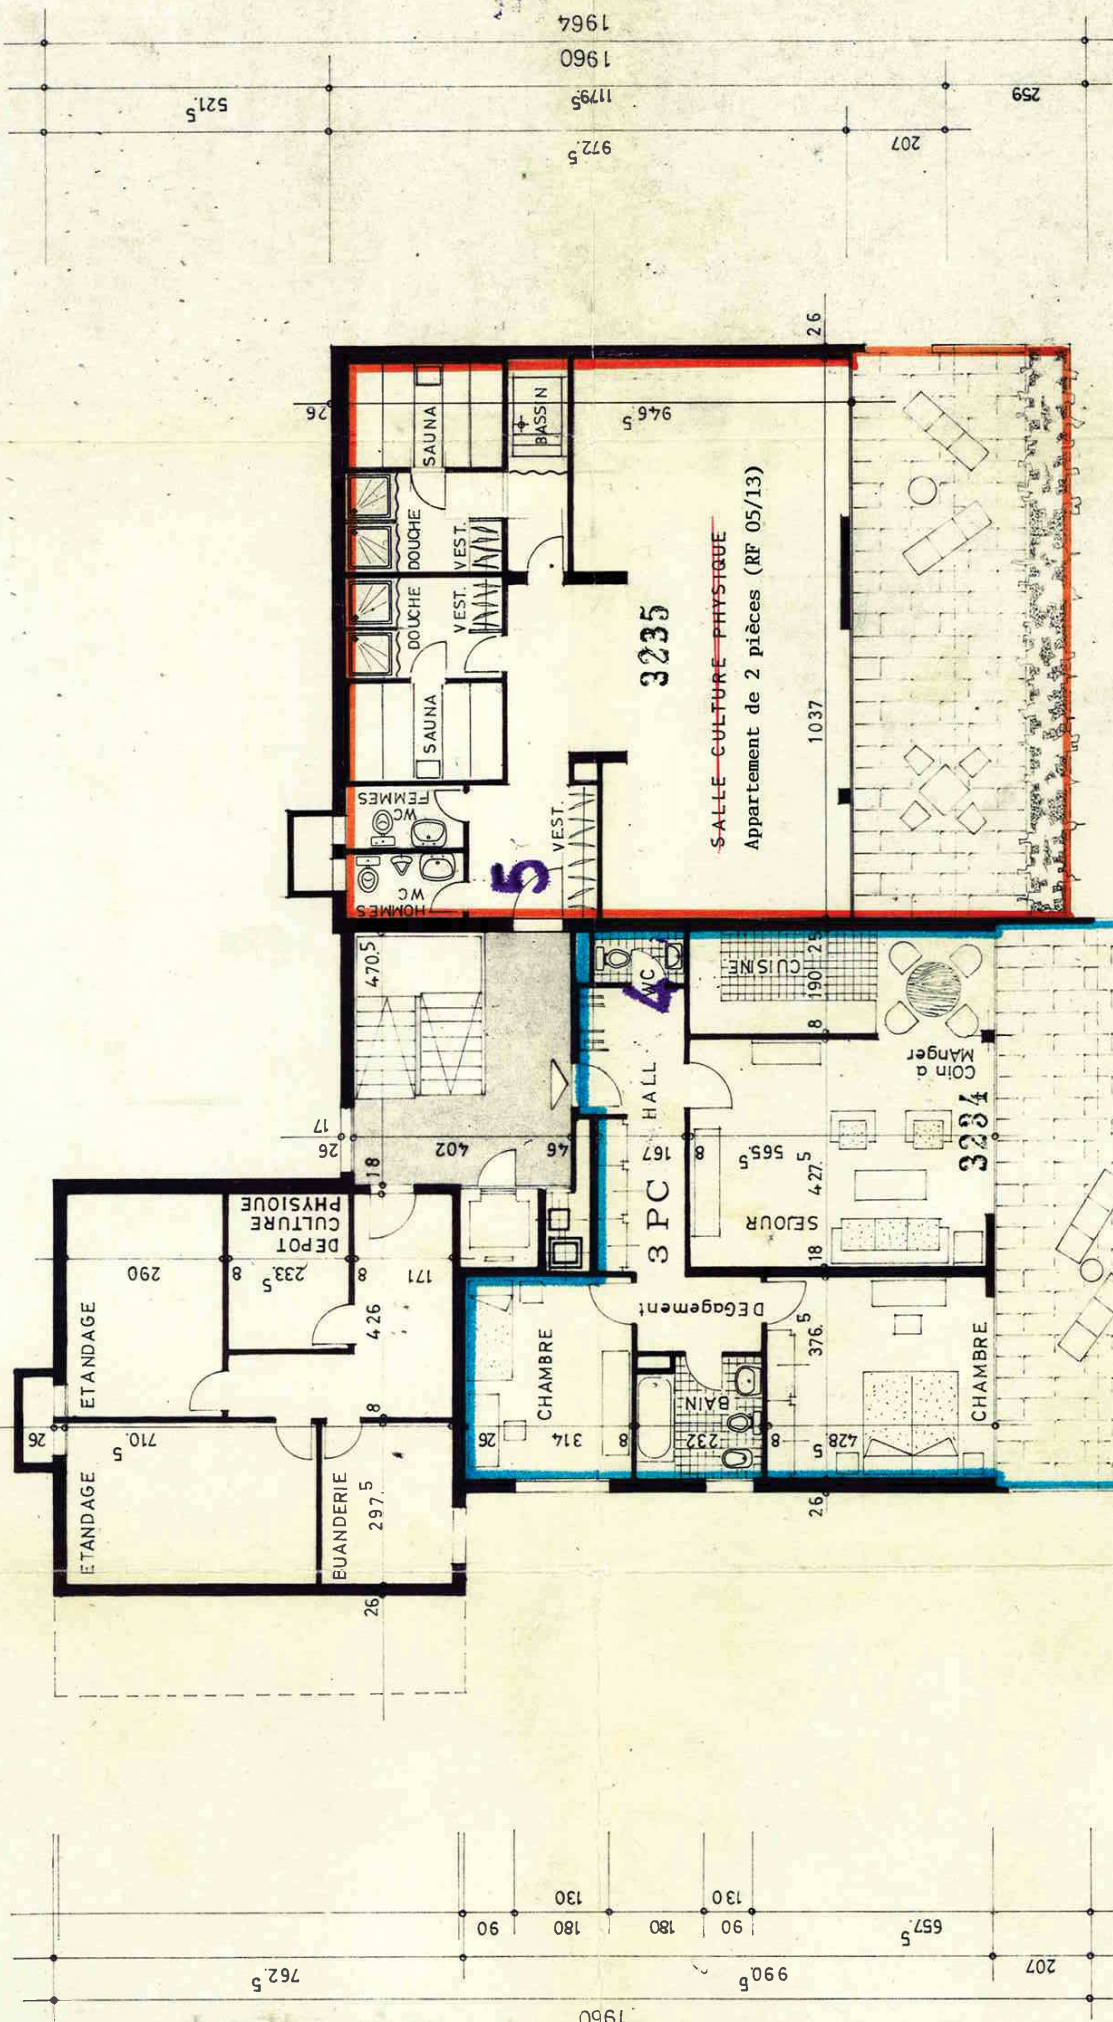 1964
1960
1179.5
521.5
259
972.5
207
26
26
SAUNA
BASSIN
946.5
DOUCHE
VEST.
DOUCHE
VEST.
SAUNA
3235
SALLE CULTURE PHYSIQUE
Appartement de 2 pièces (RF 05/13)
1037
WC
FEMMES
HOMMES
WC
VEST.
5
470.5
WC
4
CUISINE
25
190
8
COIN à
MANGER
HALL
3234
17
26
402
46
167
8
565.5
18
3 PC
427.5
SEJOUR
18
DEPOT
CULTURE
PHYSIQUE
290
8
233.5
8
171
426
ETANDAGE
8
DEGagement
CHAMBRE
376.5
CHAMBRE
BAIN
26
710.5
26
314
8
232
8
428.5
ETANDAGE
BUANDERIE
297.5
26
26
130
130
90
180
180
90
657.5
762.5
990.5
207
1960